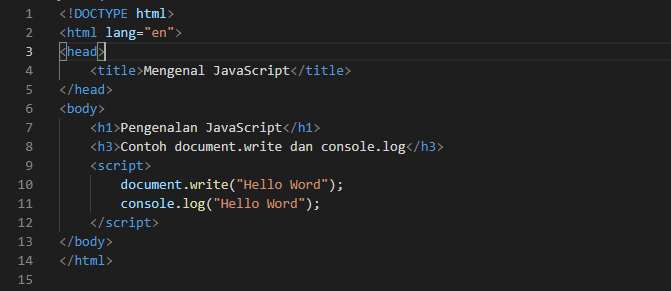 1 <!DOCTYPE html>
2 <html lang="en">
3 <head>
4 <title>Mengenal JavaScript</title>
5 </head>
6 <body>
7 <h1>Pengenalan JavaScript</h1>
8 <h3>Contoh document.write dan console.log</h3>
9 <script>
10 document.write("Hello Word");
11 console.log("Hello Word");
12 </script>
13 </body>
14 </html>
15